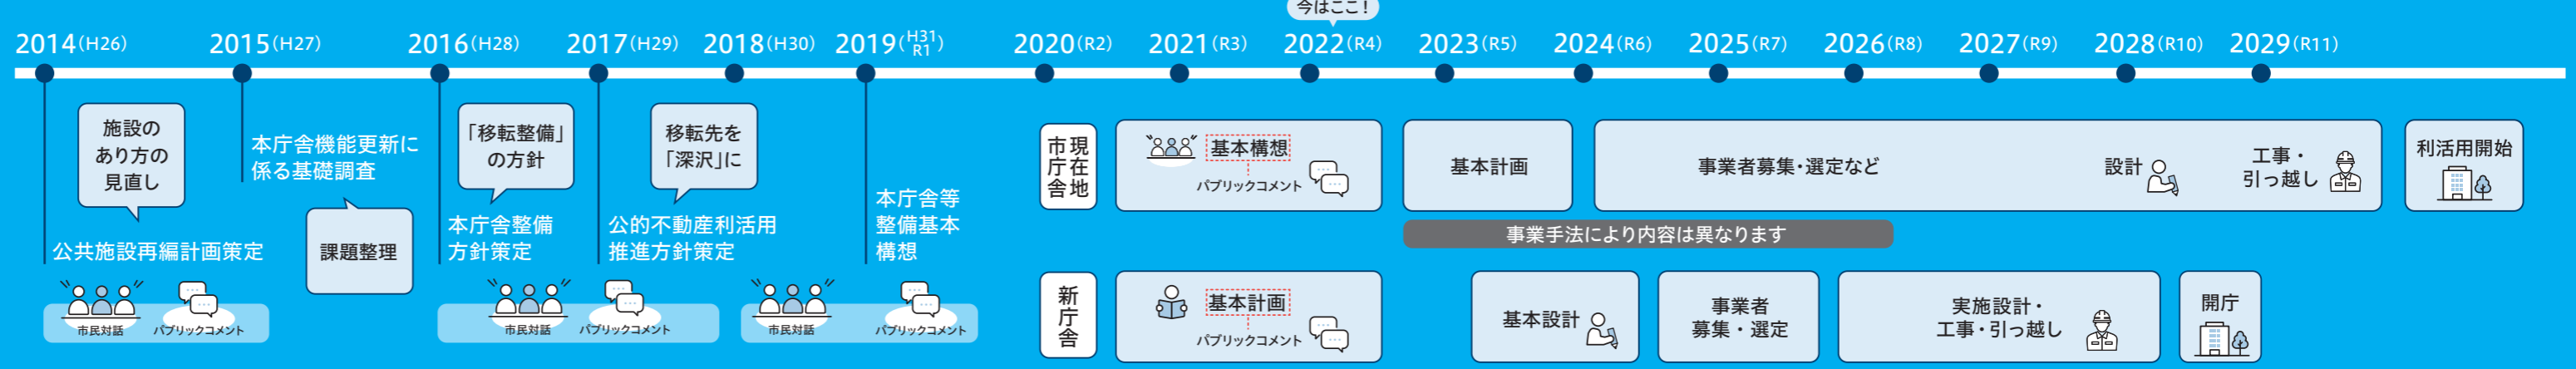 今はここ！
2014（H26）
2015（H27）
2016（H28）
2017（H29）
2018（H30）
2019（H31 R1）
2020（R2）
2021（R3）
2022（R4）
2023（R5）
2024（R6）
2025（R7）
2026（R8）
2027（R9）
2028（R10）
2029（R11）
施設の
あり方の
見直し
公共施設再編計画策定
市民対話
パブリックコメント
本庁舎機能更新に
係る基礎調査
課題整理
「移転整備」
の方針
本庁舎整備
方針策定
市民対話
パブリックコメント
移転先を
「深沢」に
公的不動産利活用
推進方針策定
市民対話
パブリックコメント
本庁舎等
整備基本
構想
現在地
市庁舎
基本構想
パブリックコメント
基本計画
事業者募集・選定など
設計
工事・
引っ越し
利活用開始
事業手法により内容は異なります
新庁舎
基本計画
パブリックコメント
基本設計
事業者
募集・選定
実施設計・
工事・引っ越し
開庁